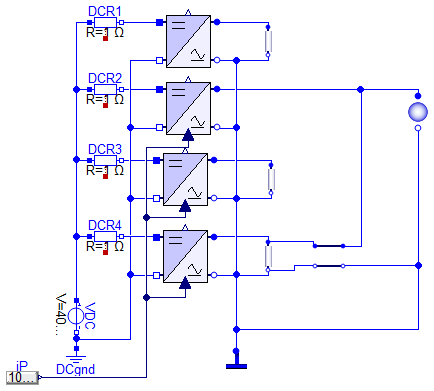 DCR1
R=1 Ω
DCR2
R=1 Ω
DCR3
R=1 Ω
DCR4
R=1 Ω
V=40...
VDC
DCgnd
iP
10...